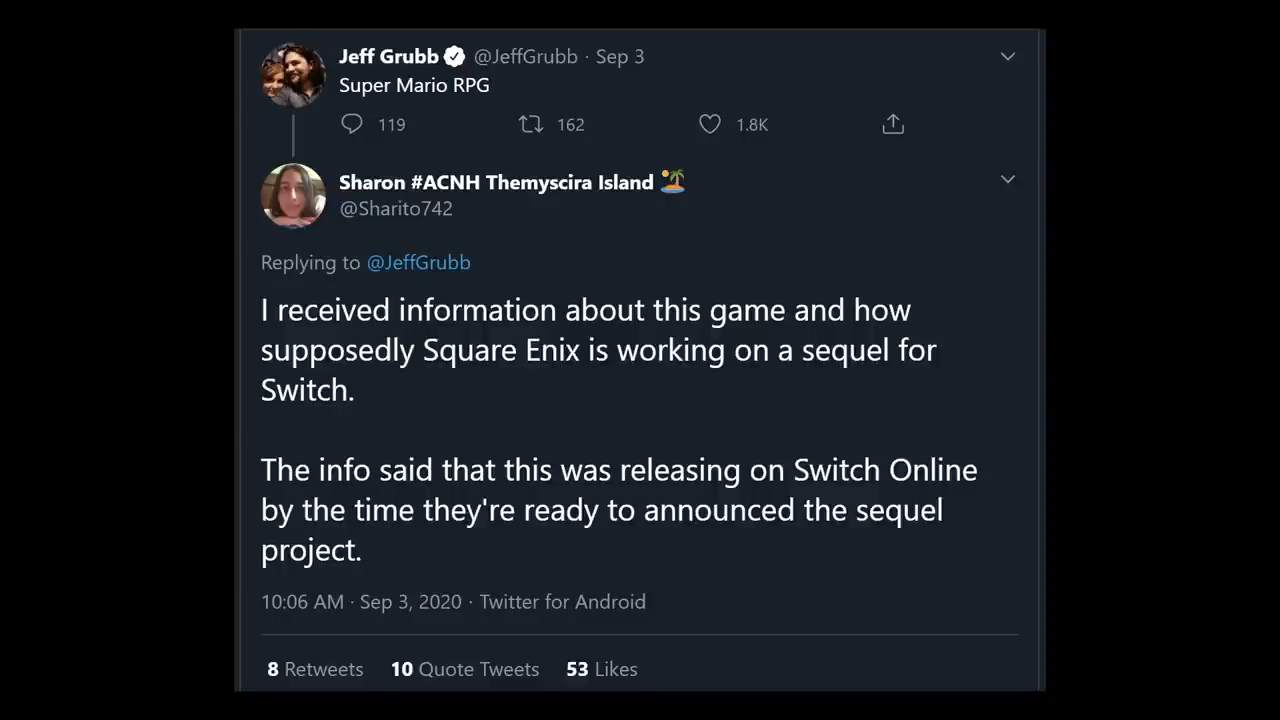 Jeff Grubb @JeffGrubb · Sep 3
Super Mario RPG
119 162 1.8K
Sharon #ACNH Themyscira Island 🏝️
@Sharito742
Replying to @JeffGrubb
I received information about this game and how
supposedly Square Enix is working on a sequel for
Switch.
The info said that this was releasing on Switch Online
by the time they're ready to announced the sequel
project.
10:06 AM · Sep 3, 2020 · Twitter for Android
8 Retweets 10 Quote Tweets 53 Likes